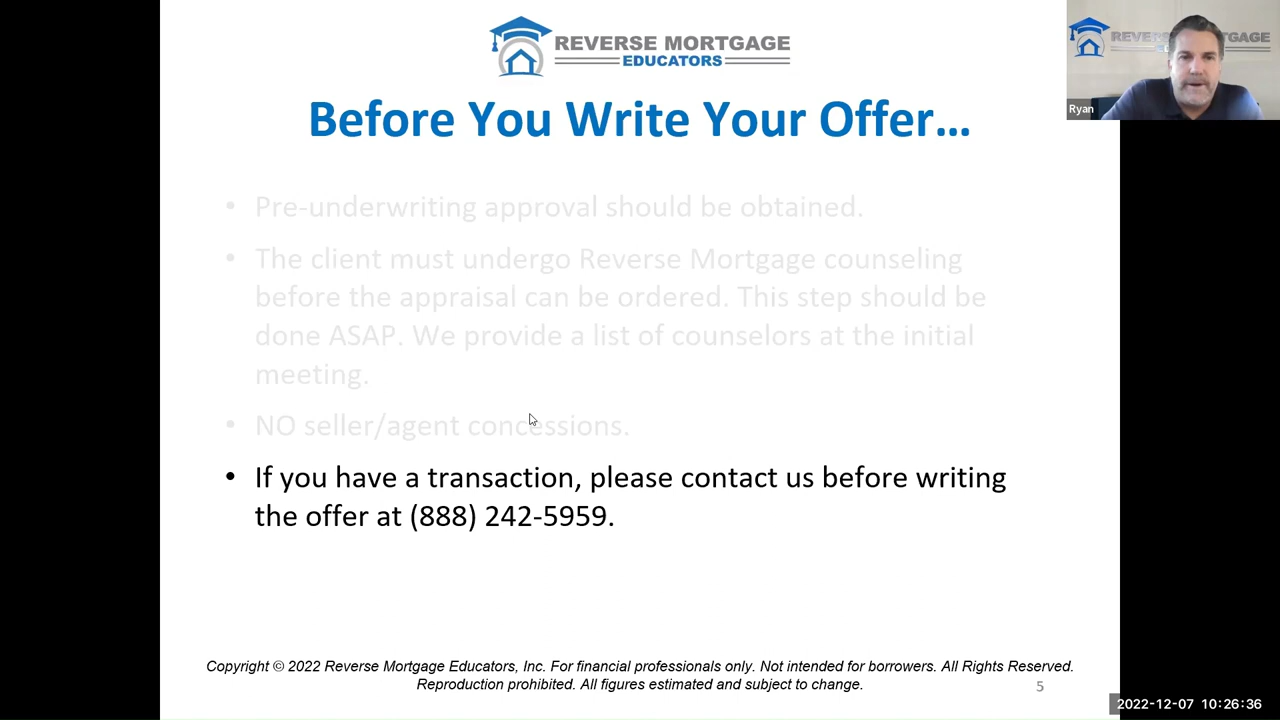 REVERSE MORTGAGE
EDUCATORS
REVERSE MORTGAGE
Ryan
Before You Write Your Offer…
• Pre-underwriting approval should be obtained.
• The client must undergo Reverse Mortgage counseling
before the appraisal can be ordered. This step should be
done ASAP. We provide a list of counselors at the initial
meeting.
• NO seller/agent concessions.
• If you have a transaction, please contact us before writing
the offer at (888) 242-5959.
Copyright © 2022 Reverse Mortgage Educators, Inc. For financial professionals only. Not intended for borrowers. All Rights Reserved.
Reproduction prohibited. All figures estimated and subject to change.
5
2022-12-07 10:26:36